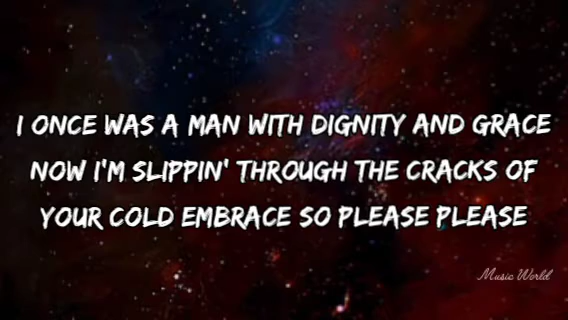 I ONCE WAS A MAN WITH DIGNITY AND GRACE
NOW I'M SLIPPIN' THROUGH THE CRACKS OF
YOUR COLD EMBRACE SO PLEASE PLEASE
Music World